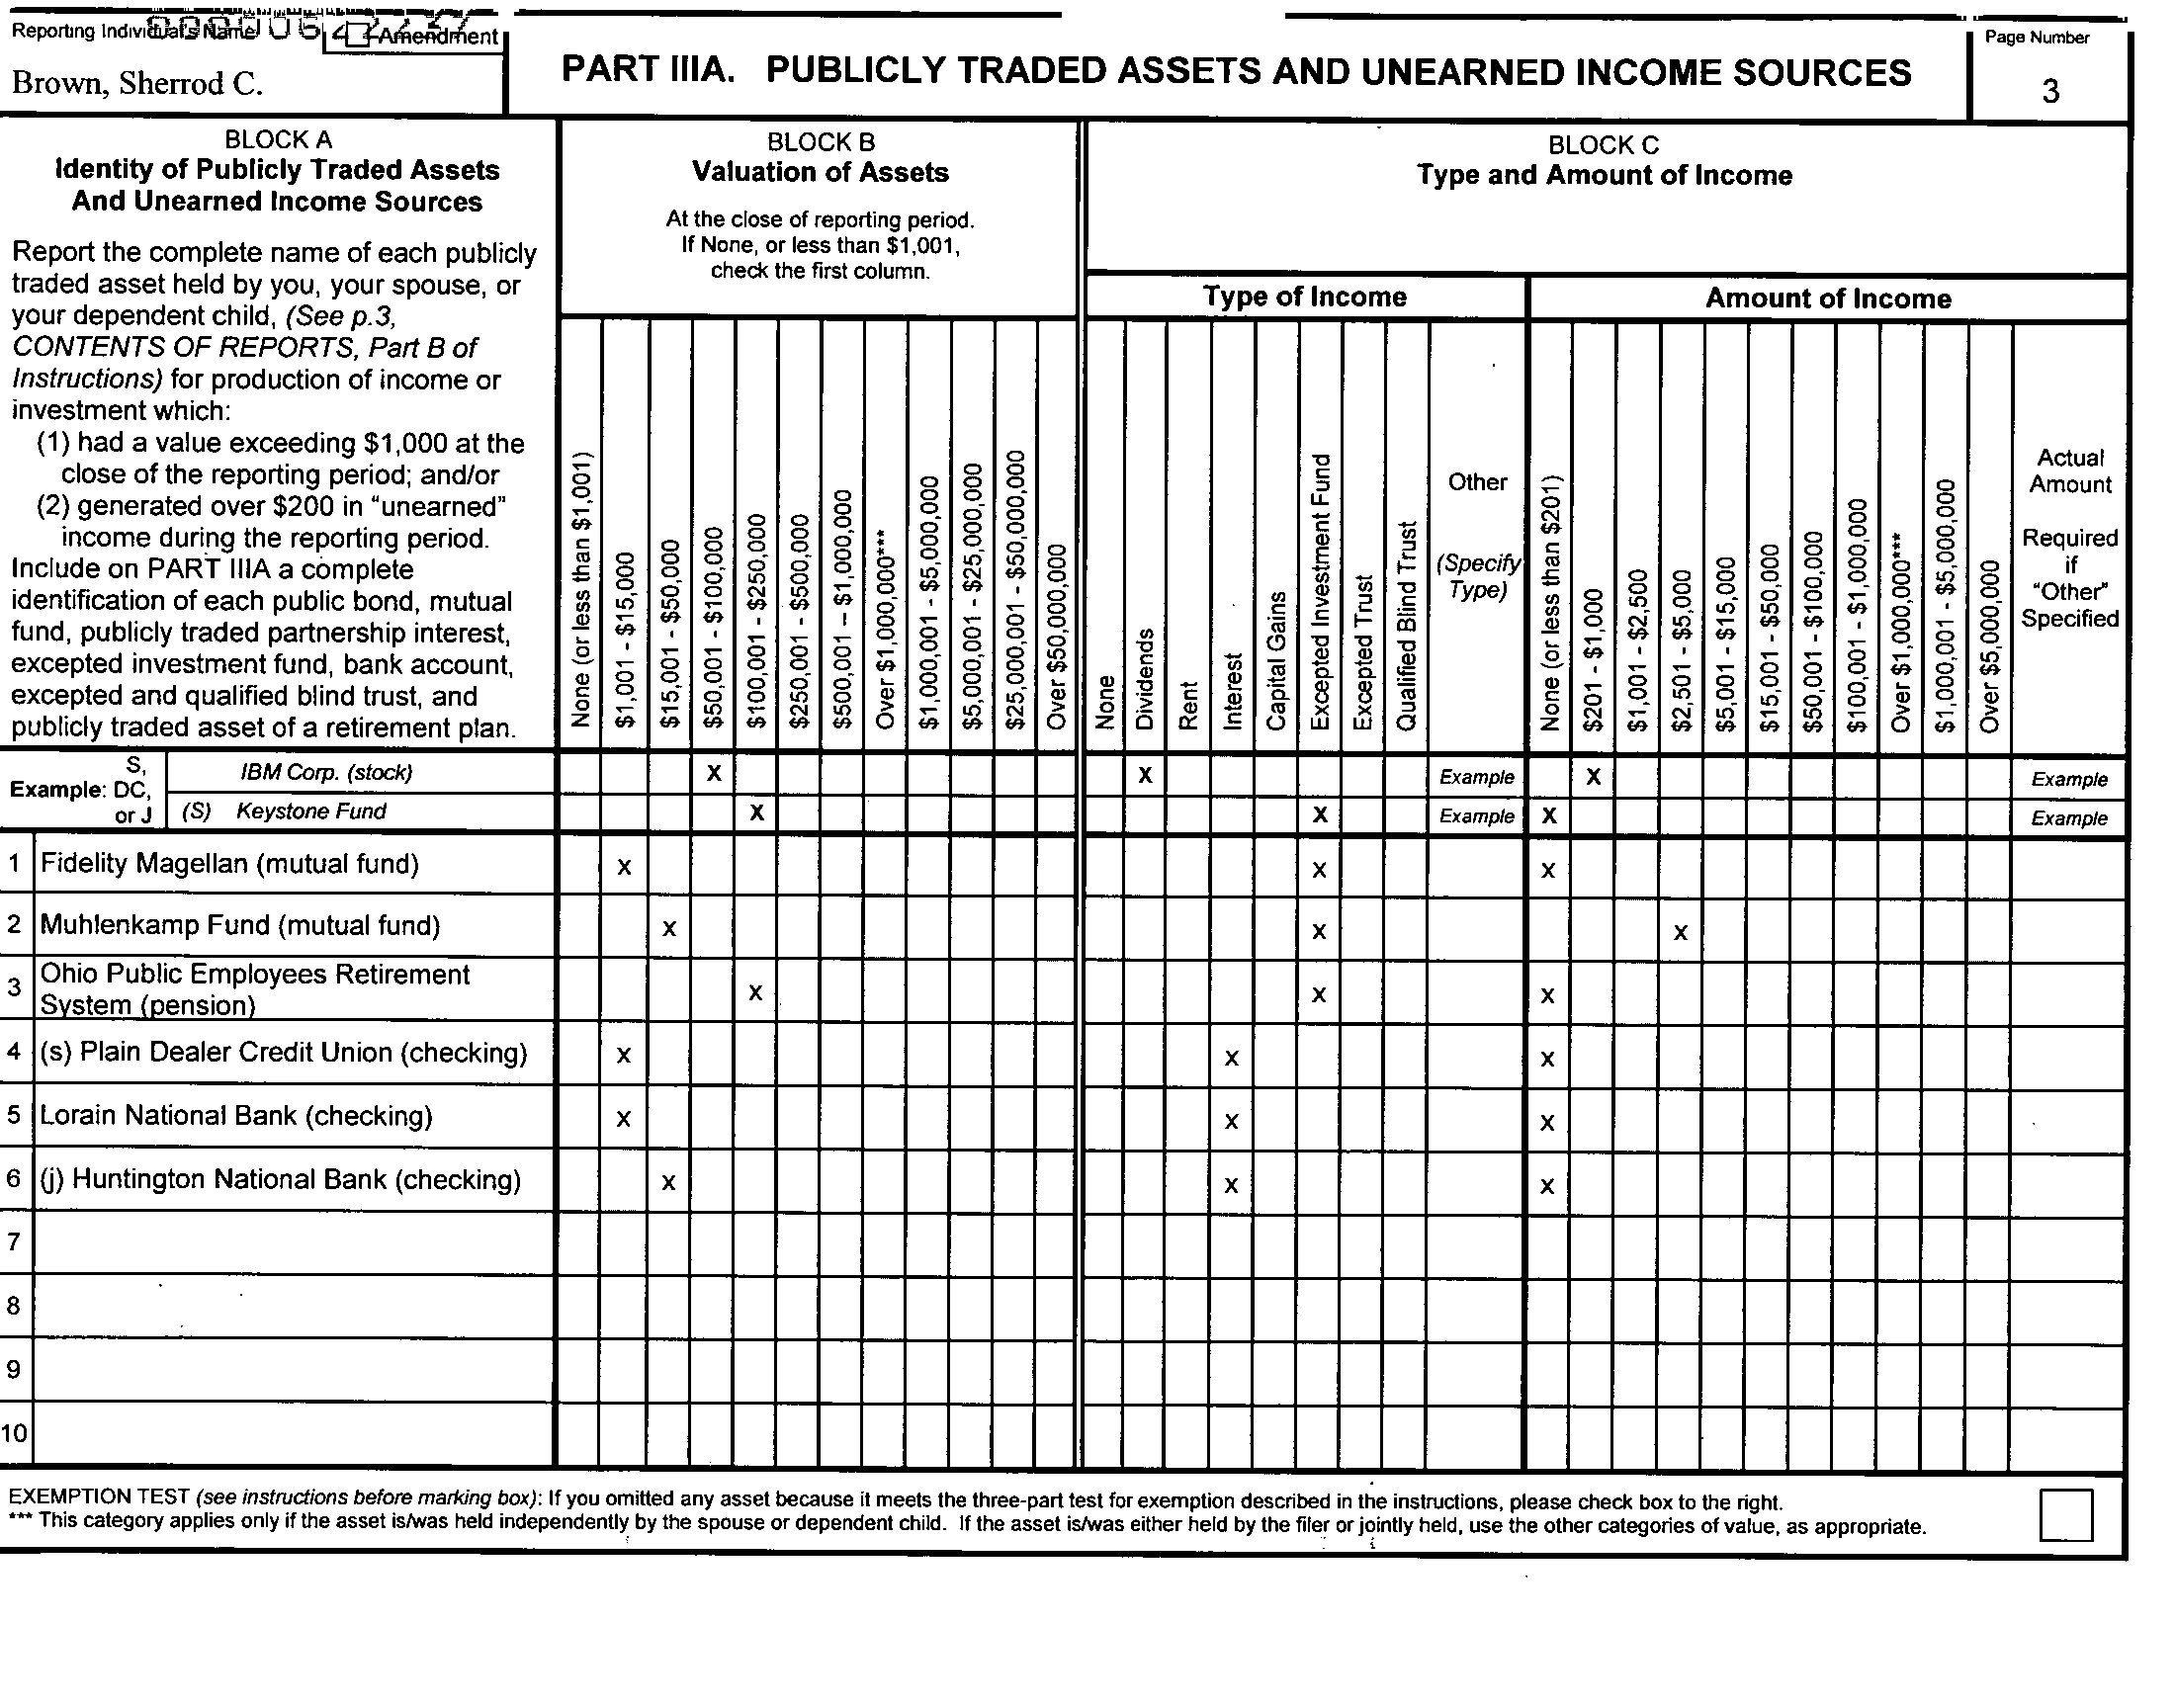 Reporting Individual's Name
Amendment
Brown, Sherrod C.
PART IIIA. PUBLICLY TRADED ASSETS AND UNEARNED INCOME SOURCES
Page Number
3
BLOCK A
Identity of Publicly Traded Assets
And Unearned Income Sources
Report the complete name of each publicly
traded asset held by you, your spouse, or
your dependent child, (See p.3,
CONTENTS OF REPORTS, Part B of
Instructions) for production of income or
investment which:
(1) had a value exceeding $1,000 at the
close of the reporting period; and/or
(2) generated over $200 in "unearned"
income during the reporting period.
Include on PART IIIA a complete
identification of each public bond, mutual
fund, publicly traded partnership interest,
excepted investment fund, bank account,
excepted and qualified blind trust, and
publicly traded asset of a retirement plan.
BLOCK B
Valuation of Assets
At the close of reporting period.
If None, or less than $1,001,
check the first column.
None (or less than $1,001)
$1,001 - $15,000
$15,001 - $50,000
$50,001 - $100,000
$100,001 - $250,000
$250,001 - $500,000
$500,001 – $1,000,000
Over $1,000,000***
$1,000,001 - $5,000,000
$5,000,001 - $25,000,000
$25,000,001 - $50,000,000
Over $50,000,000
BLOCK C
Type and Amount of Income
Type of Income
None
Dividends
Rent
Interest
Capital Gains
Excepted Investment Fund
Excepted Trust
Qualified Blind Trust
Other
(Specify
Type)
Amount of Income
None (or less than $201)
$201 - $1,000
$1,001 - $2,500
$2,501 - $5,000
$5,001 - $15,000
$15,001 - $50,000
$50,001 - $100,000
$100,001 - $1,000,000
Over $1,000,000***
$1,000,001 - $5,000,000
Over $5,000,000
Actual
Amount
Required
if
"Other"
Specified
Example: S, DC, or J
IBM Corp. (stock) X X Example X Example
(S) Keystone Fund X X Example X Example
1 Fidelity Magellan (mutual fund) X X X
2 Muhlenkamp Fund (mutual fund) X X X
3 Ohio Public Employees Retirement
System (pension) X X X
4 (s) Plain Dealer Credit Union (checking) X X X
5 Lorain National Bank (checking) X X X
6 (j) Huntington National Bank (checking) X X X
7
8
9
10
EXEMPTION TEST (see instructions before marking box): If you omitted any asset because it meets the three-part test for exemption described in the instructions, please check box to the right.
*** This category applies only if the asset is/was held independently by the spouse or dependent child. If the asset is/was either held by the filer or jointly held, use the other categories of value, as appropriate.